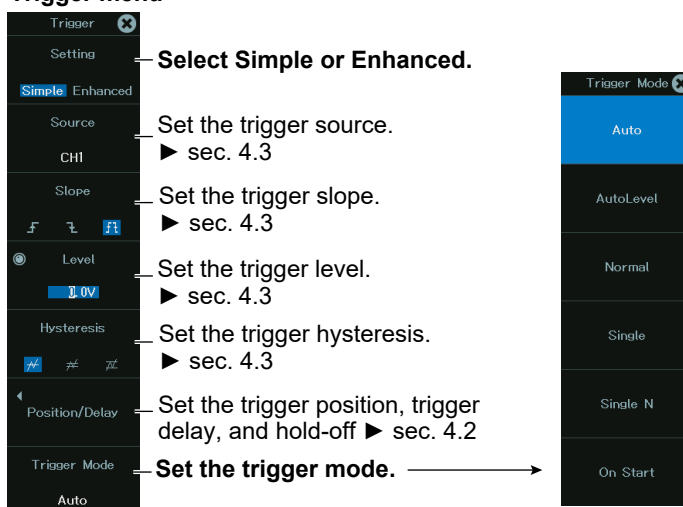 Trigger
Setting
Select Simple or Enhanced.
Simple Enhanced
Source
Set the trigger source.
► sec. 4.3
CH1
Slope
Set the trigger slope.
► sec. 4.3
Level
Set the trigger level.
► sec. 4.3
0.0V
Hysteresis
Set the trigger hysteresis.
► sec. 4.3
Position/Delay
Set the trigger position, trigger
delay, and hold-off ► sec. 4.2
Trigger Mode
Set the trigger mode.
Auto
Trigger Mode
Auto
AutoLevel
Normal
Single
Single N
On Start